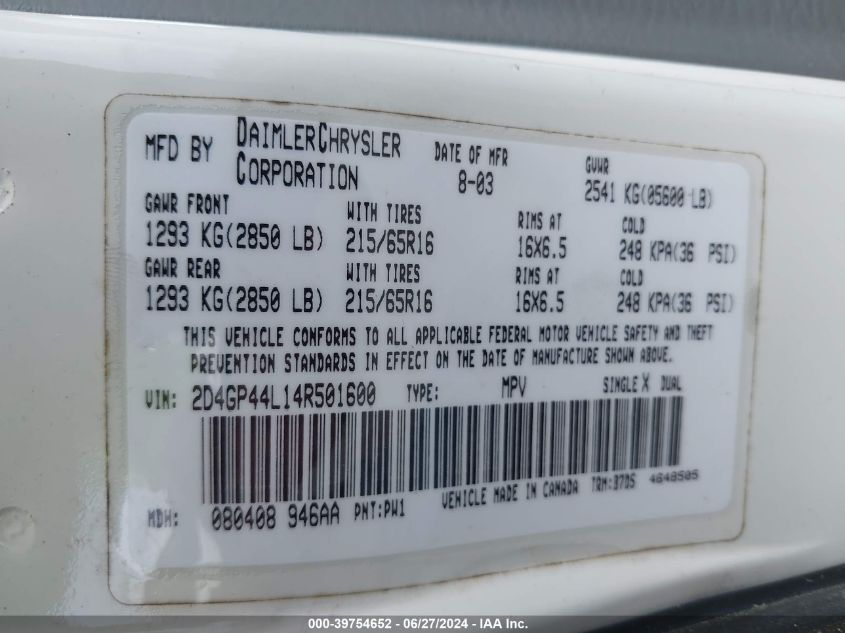 MFD BY DAIMLERCHRYSLER CORPORATION
DATE OF MFR 8-03
GVWR 2541 KG(05600 LB)
GAWR FRONT WITH TIRES RIMS AT COLD
1293 KG(2850 LB) 215/65R16 16X6.5 248 KPA(36 PSI)
GAWR REAR WITH TIRES RIMS AT COLD
1293 KG(2850 LB) 215/65R16 16X6.5 248 KPA(36 PSI)
THIS VEHICLE CONFORMS TO ALL APPLICABLE FEDERAL MOTOR VEHICLE SAFETY AND THEFT
PREVENTION STANDARDS IN EFFECT ON THE DATE OF MANUFACTURE SHOWN ABOVE.
VIN: 2D4GP44L14R501600 TYPE: MPV SINGLE X DUAL
MDH: 080408 946AA PNT:PW1 VEHICLE MADE IN CANADA TRM:B7D5 4648505
000-39754652 - 06/27/2024 - IAA Inc.